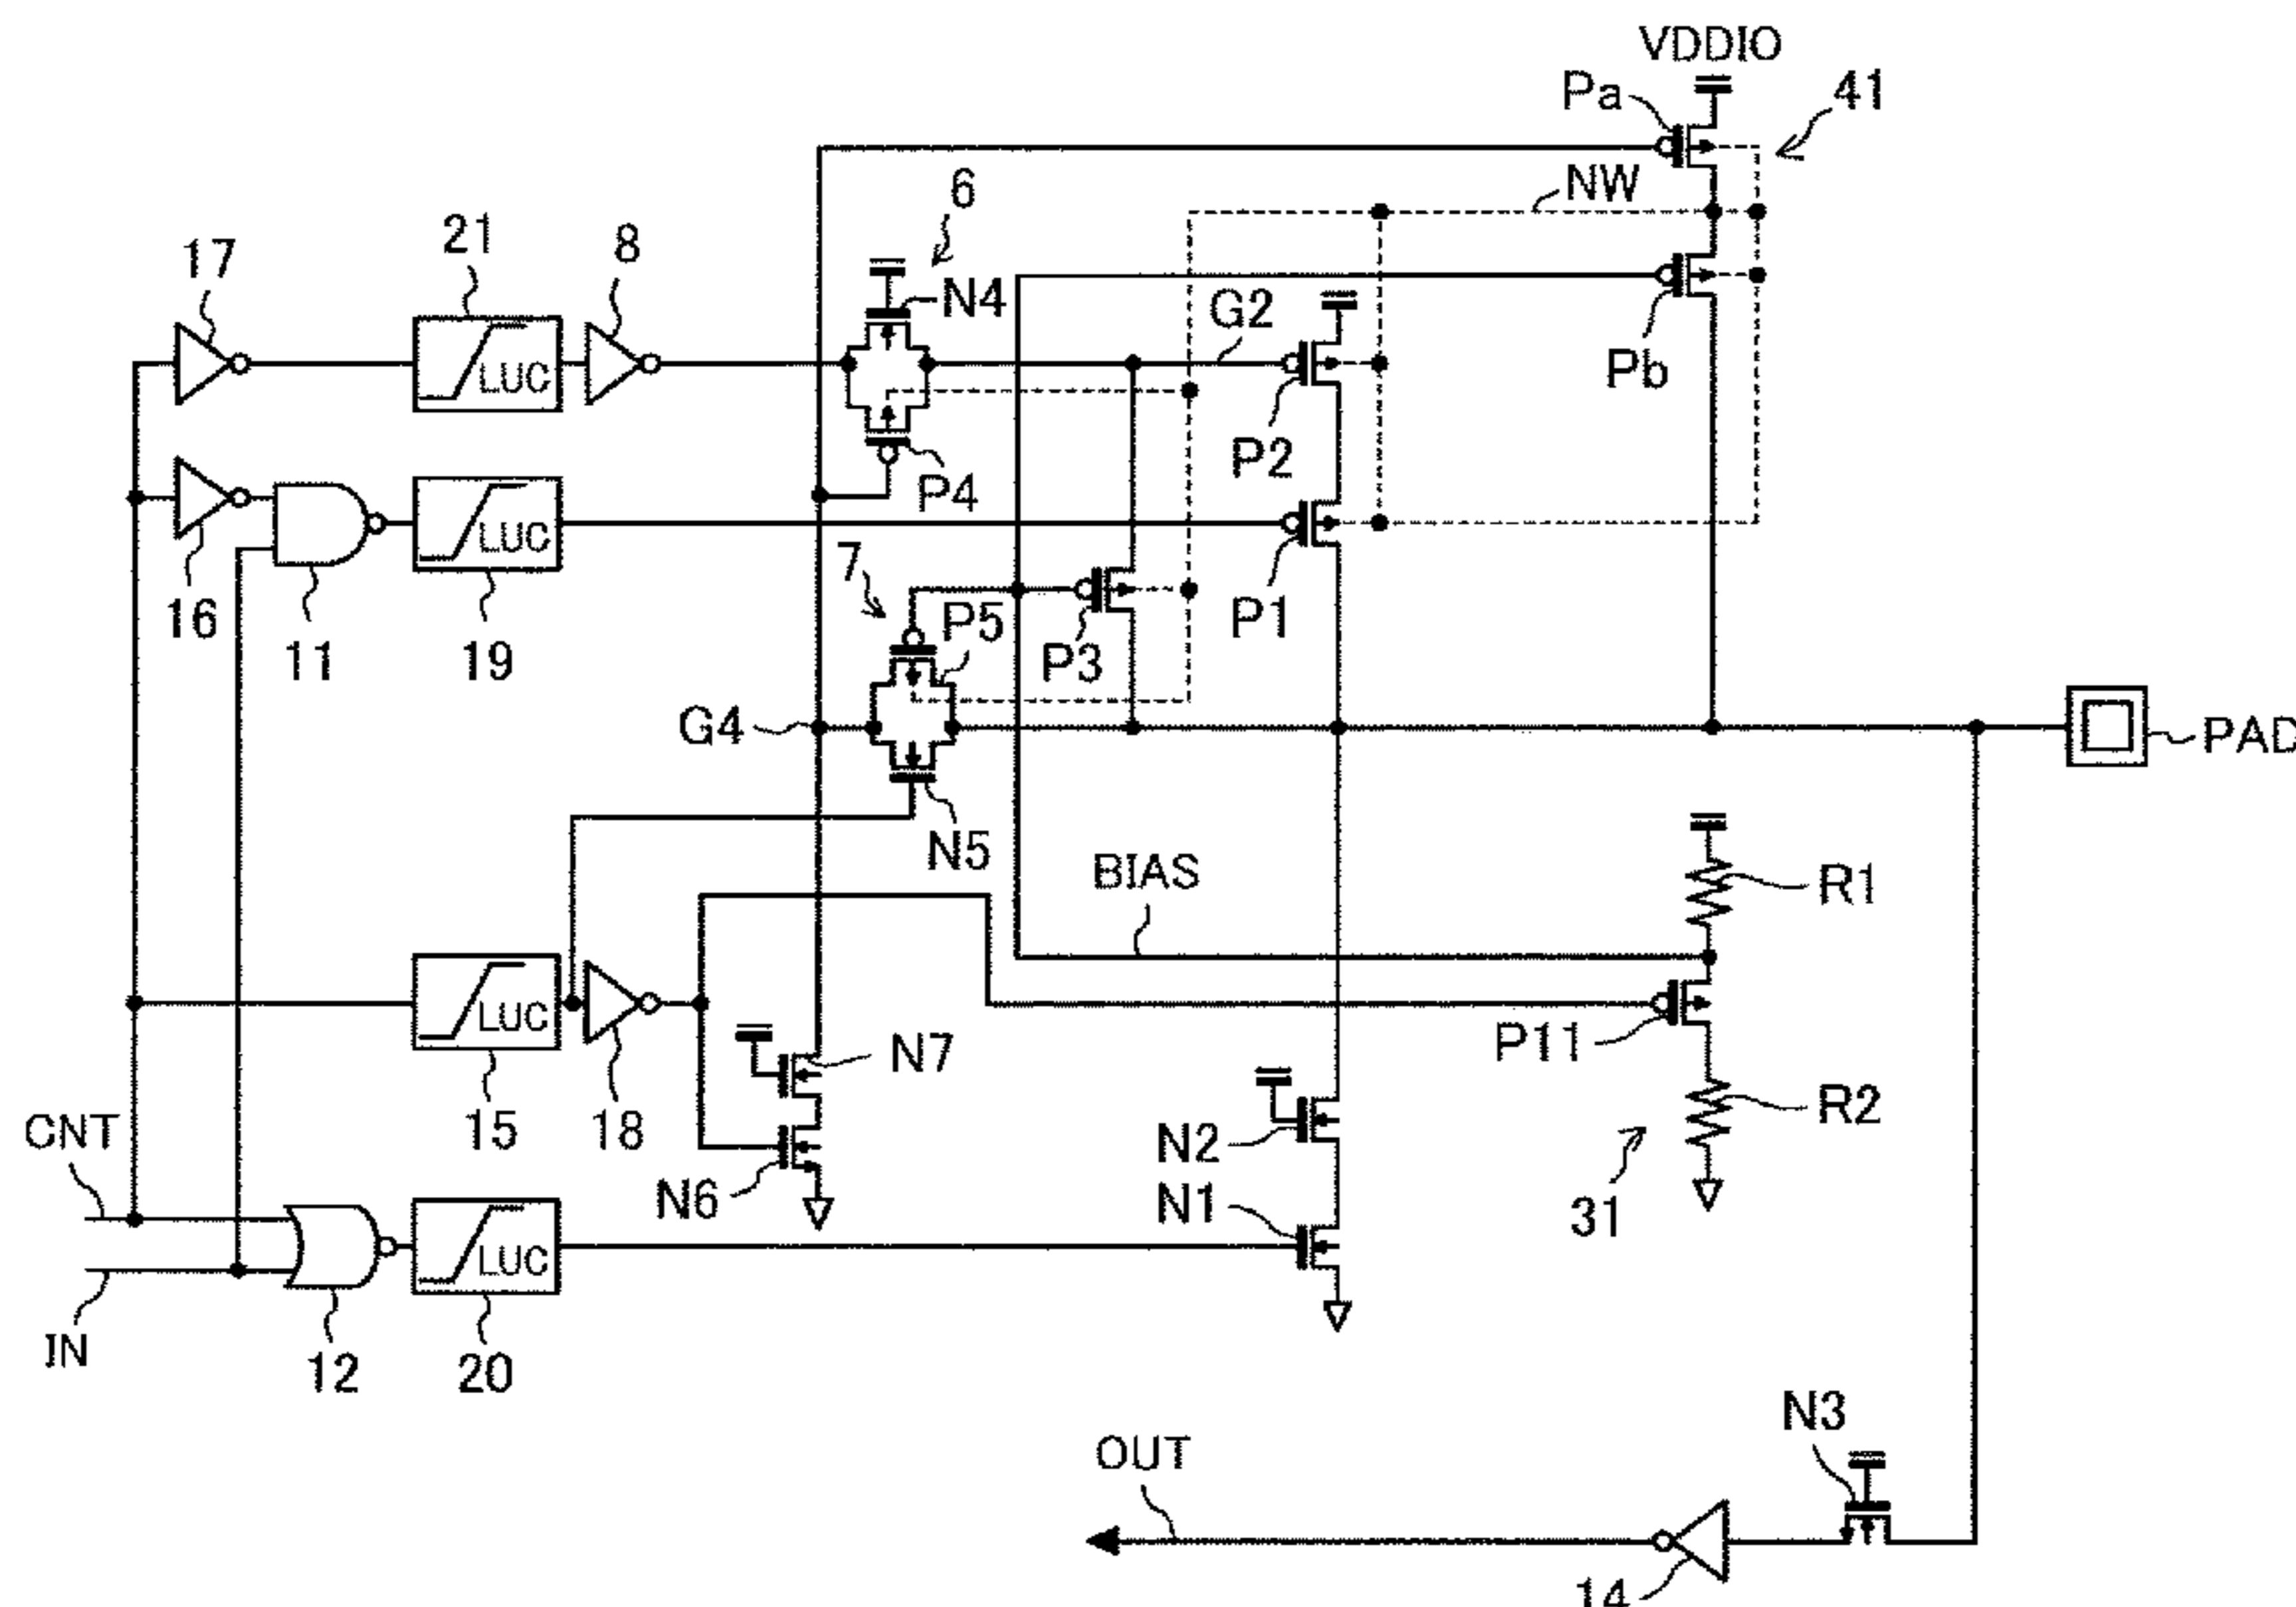 VDDIO
Pa
41
6
NW
21
8
17
N4
G2
LUC
Pb
P2
P4
LUC
7
16
P5
P1
11
19
P3
G4
PAD
N5
BIAS
R1
LUC
N7
P11
CNT
15
18
R2
N2
N6
N1
31
LUC
IN
12
20
N3
OUT
14